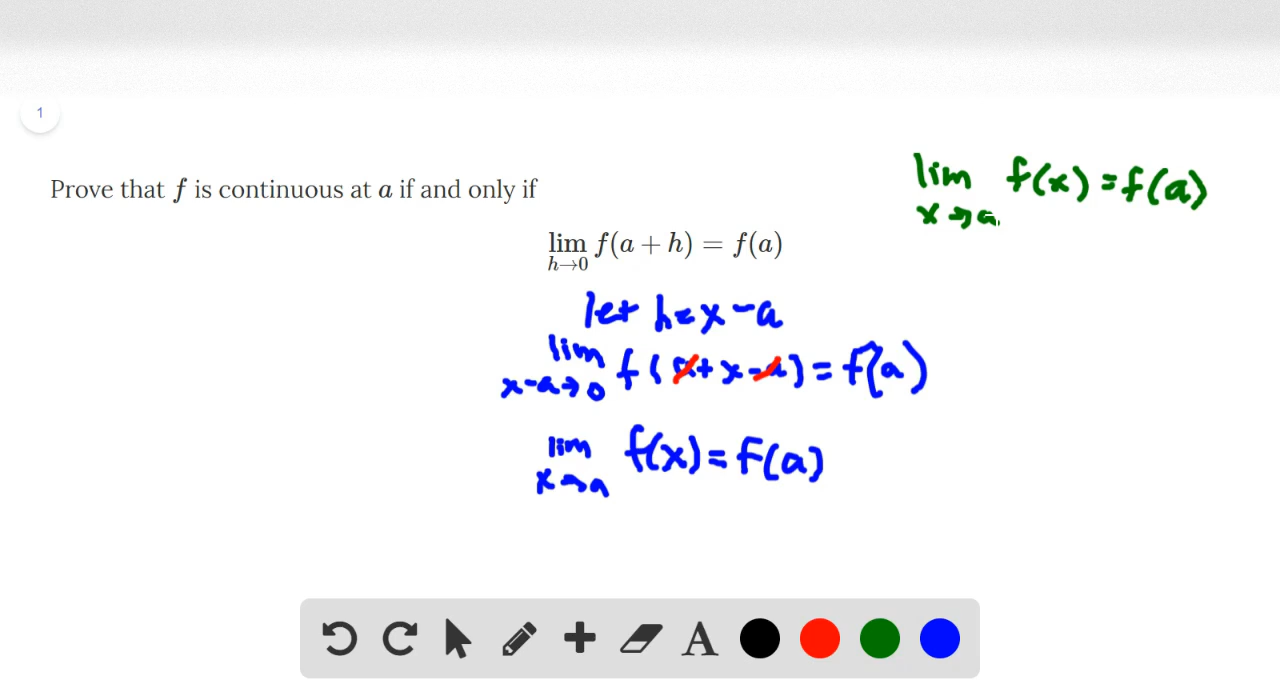 1
Prove that f is continuous at a if and only if
lim f(x) = f(a)
x→a
lim f(a + h) = f(a)
h→0
let h = x - a
lim f(a + x - a) = f(a)
x-a→0
lim f(x) = F(a)
x→a
A